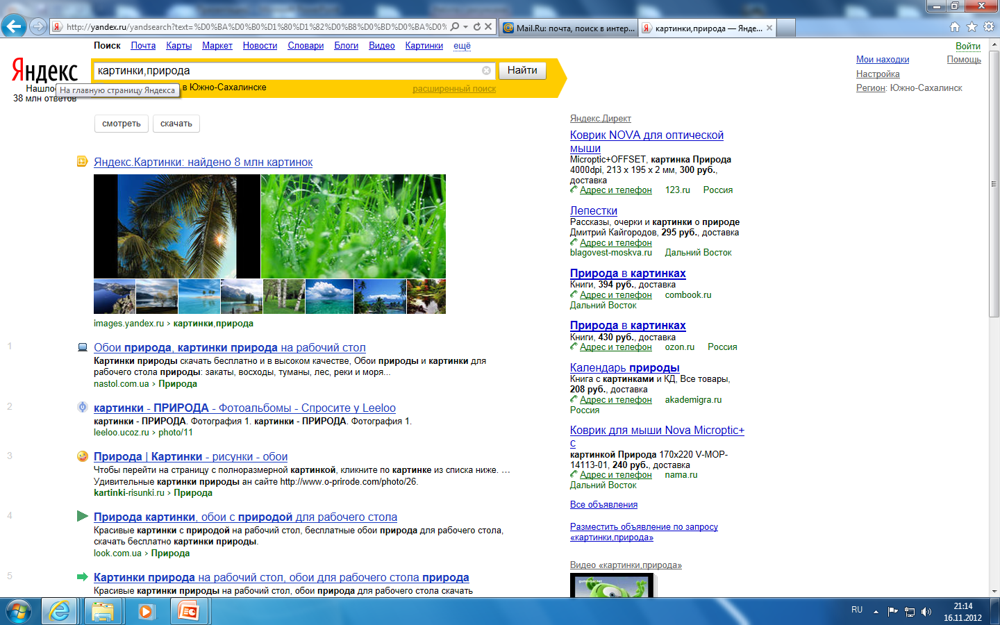 http://yandex.ru/yandsearch?text=%D0%BA%D0%B0%D1%80%D1%82%D0%B8%D0%BD%D0%BA%D0%
Mail.Ru: почта, поиск в интер...
картинки,природа — Янде...
Поиск Почта Карты Маркет Новости Словари Блоги Видео Картинки ещё
Войти
Мои находки Помощь
Настройка
Регион: Южно-Сахалинск
Яндекс
картинки,природа
Найти
На главную страницу Яндекса
в Южно-Сахалинске
расширенный поиск
38 млн ответов
смотреть скачать
Яндекс.Картинки: найдено 8 млн картинок
images.yandex.ru › картинки,природа
1
Обои природа, картинки природа на рабочий стол
Картинки природы скачать бесплатно и в высоком качестве, Обои природы и картинки для
рабочего стола природы: закаты, восходы, туманы, лес, реки и моря...
nastol.com.ua › Природа
2
картинки - ПРИРОДА - Фотоальбомы - Спросите у Leeloo
картинки - ПРИРОДА. Фотография 1. картинки - ПРИРОДА. Фотография 1.
leeloo.ucoz.ru › photo/11
3
Природа | Картинки - рисунки - обои
Чтобы перейти на страницу с полноразмерной картинкой, кликните по картинке из списка ниже. ...
Удивительные картинки природы ан сайте http://www.o-prirode.com/photo/26.
kartinki-risunki.ru › Природа
4
Природа картинки, обои с природой для рабочего стола
Красивые картинки с природой на рабочий стол, бесплатные обои природа для рабочего стола,
скачать бесплатно картинки природы.
look.com.ua › Природа
5
Картинки природа на рабочий стол, обои для рабочего стола природа
Красивые картинки природы на рабочий стол, обои природа для рабочего стола скачать
Яндекс.Директ
Коврик NOVA для оптической
мыши
Microptic+OFFSET, картинка Природа
4000dpi, 213 x 195 x 2 мм, 300 руб.,
доставка
Адрес и телефон 123.ru Россия
Лепестки
Рассказы, очерки и картинки о природе
Дмитрий Кайгородов, 295 руб., доставка
Адрес и телефон
blagovest-moskva.ru Дальний Восток
Природа в картинках
Книги, 394 руб., доставка
Адрес и телефон combook.ru
Дальний Восток
Природа в картинках
Книги, 430 руб., доставка
Адрес и телефон ozon.ru Россия
Календарь природы
Книга с картинками и КД, Все товары,
208 руб., доставка
Адрес и телефон akademigra.ru
Россия
Коврик для мыши Nova Microptic+
с
картинкой Природа 170x220 V-MOP-
14113-01, 240 руб., доставка
Адрес и телефон nama.ru
Дальний Восток
Все объявления
Разместить объявление по запросу
«картинки,природа»
Видео «картинки,природа»
RU
21:14
16.11.2012